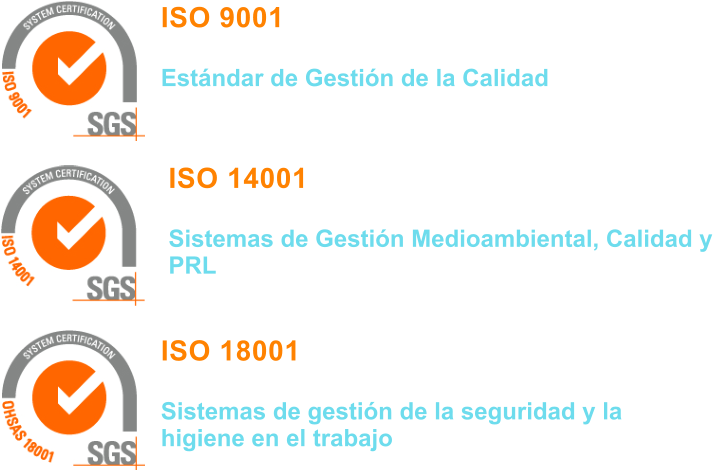 SYSTEM CERTIFICATION
ISO 9001
SGS
ISO 9001
Estándar de Gestión de la Calidad
SYSTEM CERTIFICATION
ISO 14001
SGS
ISO 14001
Sistemas de Gestión Medioambiental, Calidad y
PRL
SYSTEM CERTIFICATION
OHSAS 18001
SGS
ISO 18001
Sistemas de gestión de la seguridad y la
higiene en el trabajo